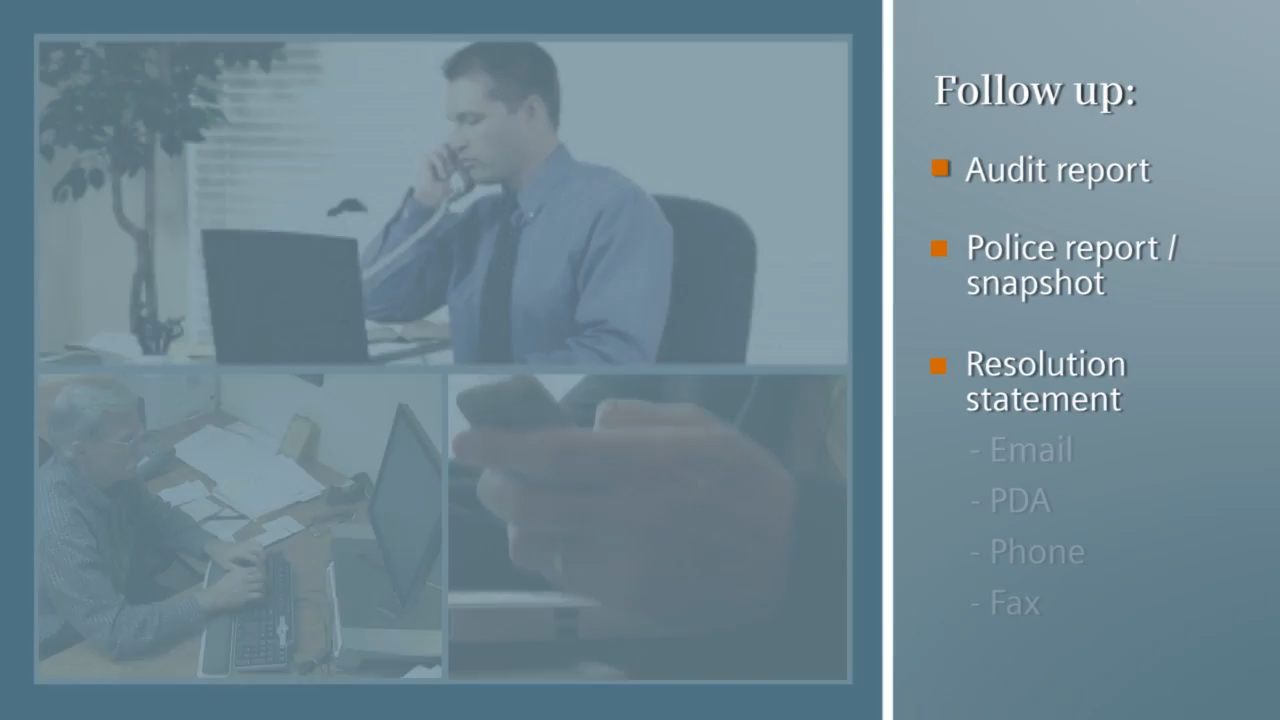 Follow up:
Audit report
Police report /
snapshot
Resolution
statement
- Email
- PDA
- Phone
- Fax